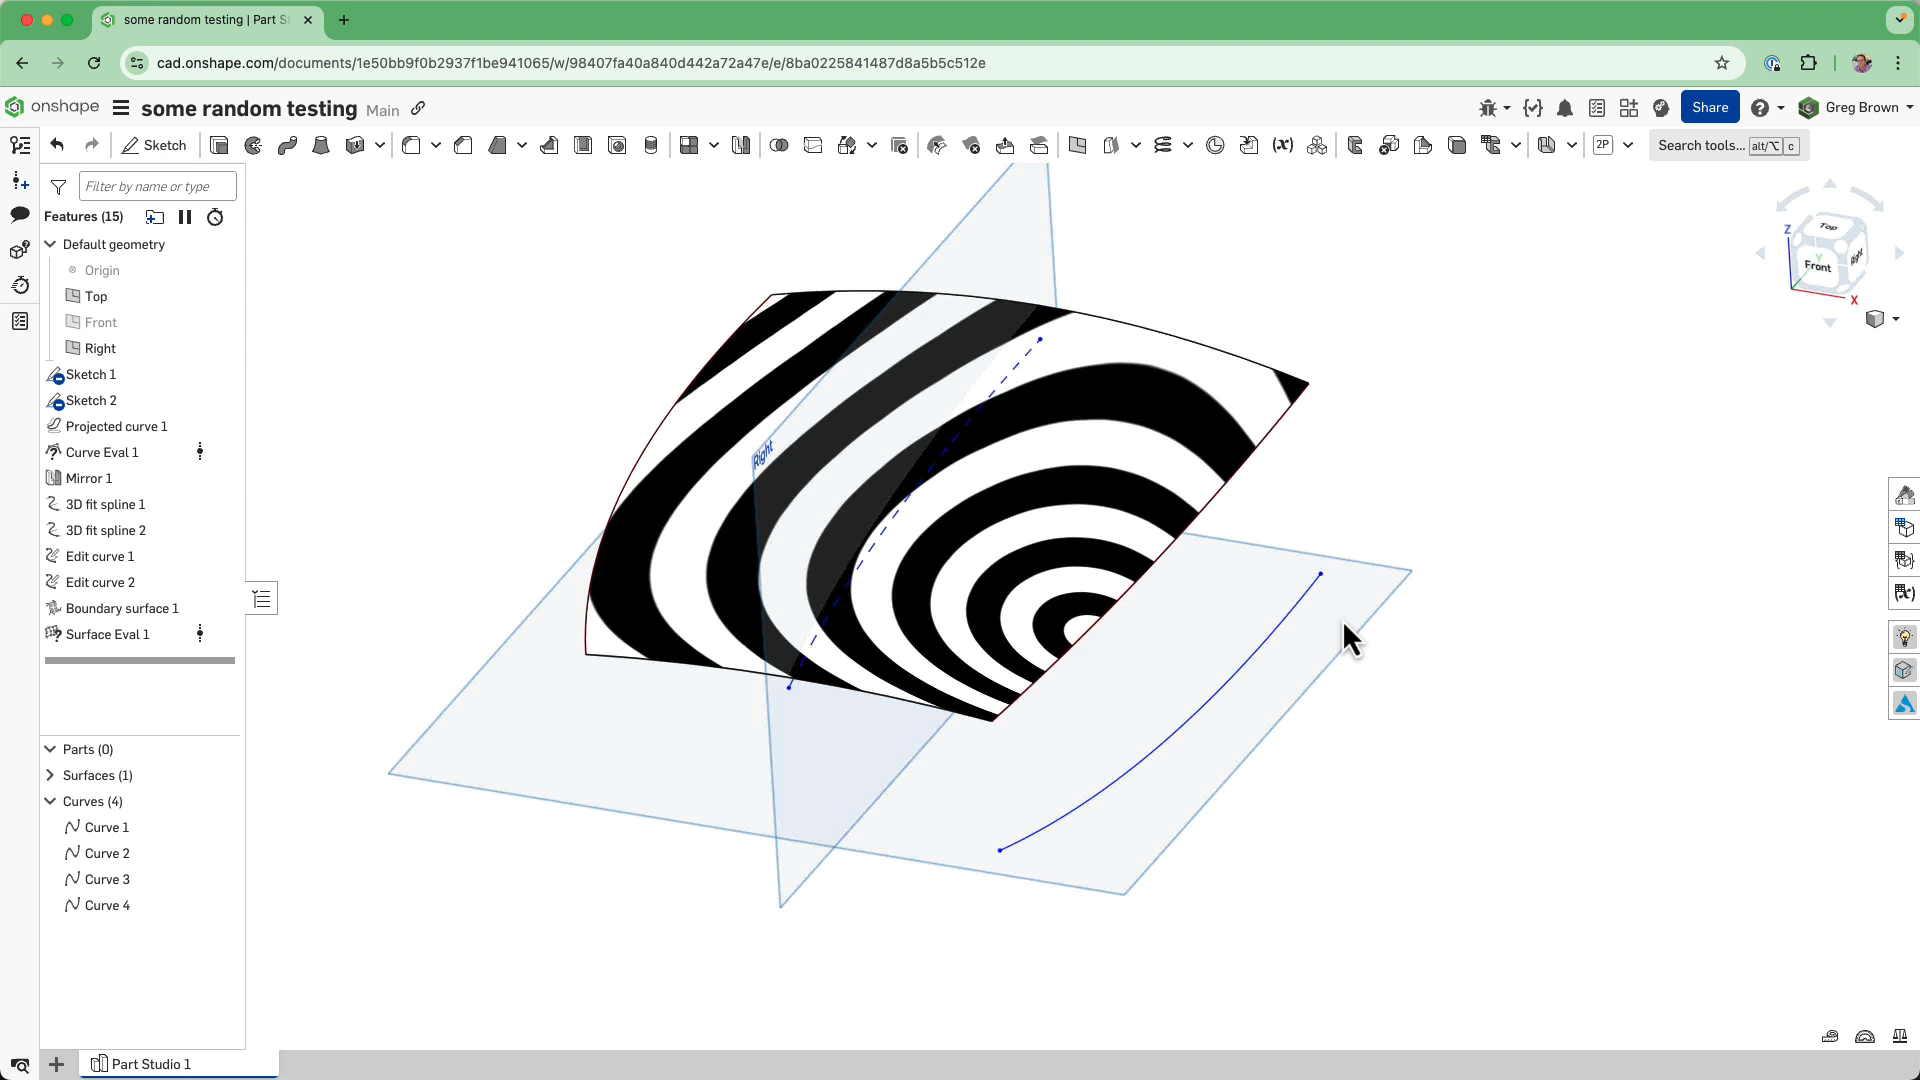 some random testing | Part St
cad.onshape.com/documents/1e50bb9f0b2937f1be941065/w/98407fa40a840d442a72a47e/e/8ba0225841487d8a5b5c512e
onshape
some random testing Main
Share
Greg Brown
Sketch
2P
Search tools... alt/⌥ c
Filter by name or type
Features (15)
Default geometry
Origin
Top
Front
Right
Sketch 1
Sketch 2
Projected curve 1
Curve Eval 1
Mirror 1
3D fit spline 1
3D fit spline 2
Edit curve 1
Edit curve 2
Boundary surface 1
Surface Eval 1
Parts (0)
Surfaces (1)
Curves (4)
Curve 1
Curve 2
Curve 3
Curve 4
Right
Z
Top
Front
Y
Right
X
(x)
(x)
Part Studio 1